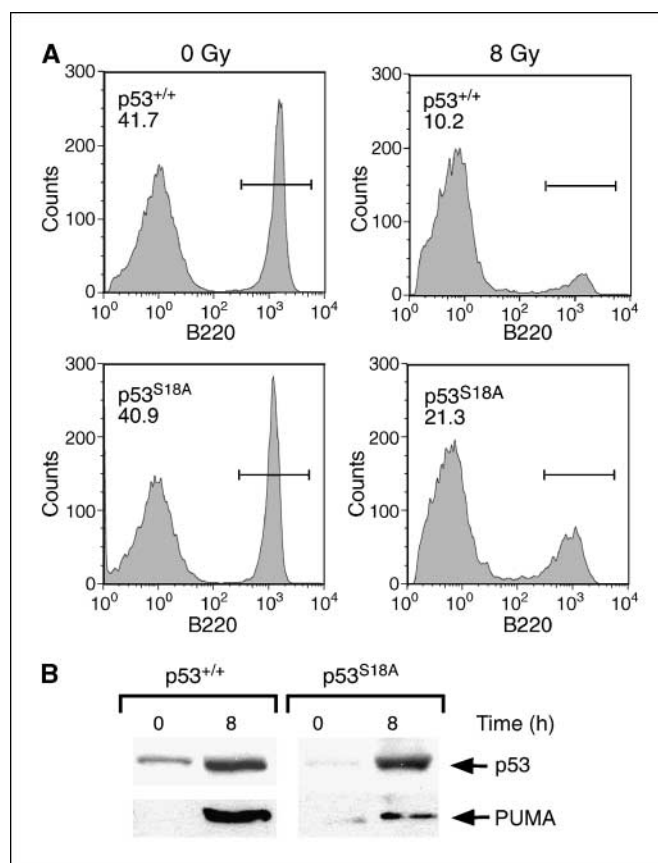 A
0 Gy
8 Gy
300
200
100
0
Counts
p53+/+
41.7
10⁰ 10¹ 10² 10³ 10⁴
B220
300
200
100
0
Counts
p53+/+
10.2
10⁰ 10¹ 10² 10³ 10⁴
B220
300
200
100
0
Counts
p53S18A
40.9
10⁰ 10¹ 10² 10³ 10⁴
B220
300
200
100
0
Counts
p53S18A
21.3
10⁰ 10¹ 10² 10³ 10⁴
B220
B
p53+/+ p53S18A
0 8 0 8 Time (h)
p53
PUMA